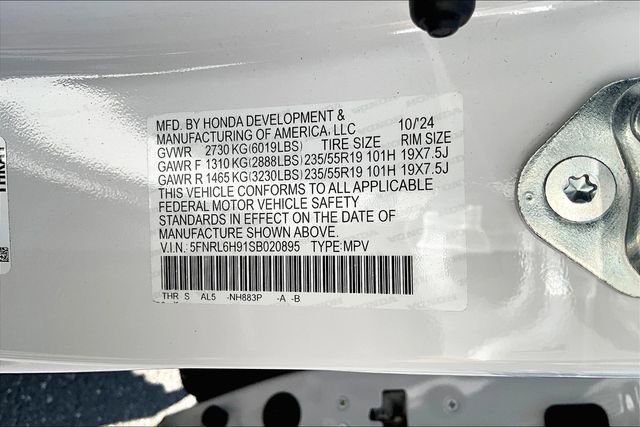 MFD. BY HONDA DEVELOPMENT &
MANUFACTURING OF AMERICA, LLC 10/24
GVWR 2730 KG(6019LBS) TIRE SIZE RIM SIZE
GAWR F 1310 KG(2888LBS) 235/55R19 101H 19X7.5J
GAWR R 1465 KG(3230LBS) 235/55R19 101H 19X7.5J
THIS VEHICLE CONFORMS TO ALL APPLICABLE
FEDERAL MOTOR VEHICLE SAFETY
STANDARDS IN EFFECT ON THE DATE OF
MANUFACTURE SHOWN ABOVE.
V.I.N.: 5FNRL6H91SB020895 TYPE:MPV
THR S AL5 -NH883P -A -B